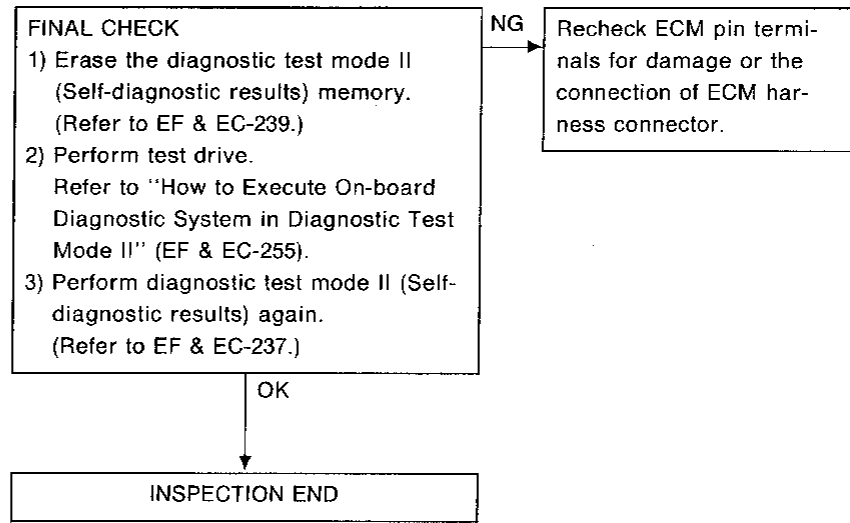 FINAL CHECK
1) Erase the diagnostic test mode II
(Self-diagnostic results) memory.
(Refer to EF & EC-239.)
2) Perform test drive.
Refer to "How to Execute On-board
Diagnostic System in Diagnostic Test
Mode II" (EF & EC-255).
3) Perform diagnostic test mode II (Self-
diagnostic results) again.
(Refer to EF & EC-237.)
NG
Recheck ECM pin termi-
nals for damage or the
connection of ECM har-
ness connector.
OK
INSPECTION END